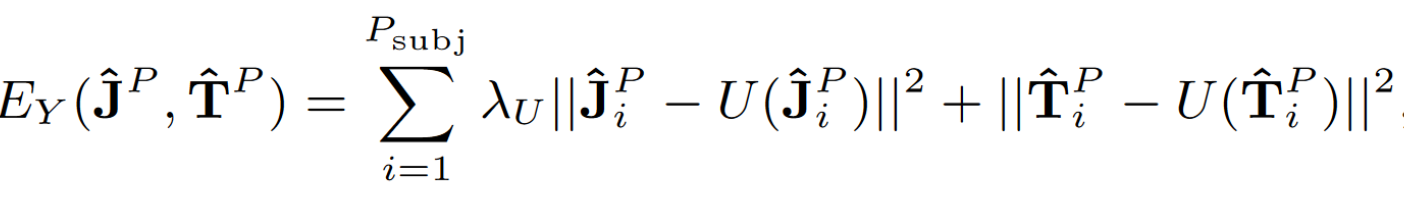 $E_Y(\hat{\mathbf{J}}^P, \hat{\mathbf{T}}^P) = \sum_{i=1}^{P_{\mathrm{subj}}} \lambda_U ||\hat{\mathbf{J}}_i^P - U(\hat{\mathbf{J}}_i^P)||^2 + ||\hat{\mathbf{T}}_i^P - U(\hat{\mathbf{T}}_i^P)||^2,$